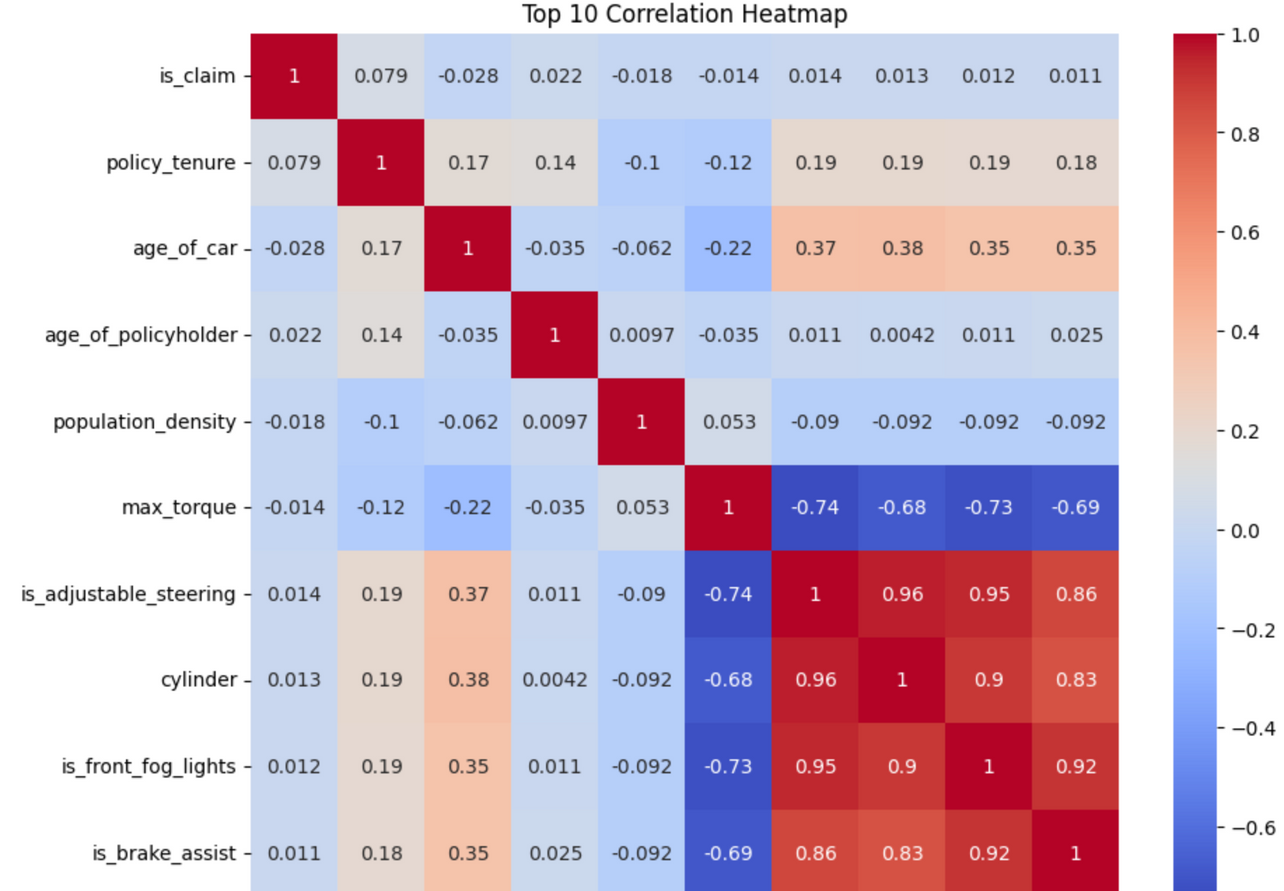 Top 10 Correlation Heatmap
is_claim 1 0.079 -0.028 0.022 -0.018 -0.014 0.014 0.013 0.012 0.011
policy_tenure 0.079 1 0.17 0.14 -0.1 -0.12 0.19 0.19 0.19 0.18
age_of_car -0.028 0.17 1 -0.035 -0.062 -0.22 0.37 0.38 0.35 0.35
age_of_policyholder 0.022 0.14 -0.035 1 0.0097 -0.035 0.011 0.0042 0.011 0.025
population_density -0.018 -0.1 -0.062 0.0097 1 0.053 -0.09 -0.092 -0.092 -0.092
max_torque -0.014 -0.12 -0.22 -0.035 0.053 1 -0.74 -0.68 -0.73 -0.69
is_adjustable_steering 0.014 0.19 0.37 0.011 -0.09 -0.74 1 0.96 0.95 0.86
cylinder 0.013 0.19 0.38 0.0042 -0.092 -0.68 0.96 1 0.9 0.83
is_front_fog_lights 0.012 0.19 0.35 0.011 -0.092 -0.73 0.95 0.9 1 0.92
is_brake_assist 0.011 0.18 0.35 0.025 -0.092 -0.69 0.86 0.83 0.92 1
1.0
0.8
0.6
0.4
0.2
0.0
−0.2
−0.4
−0.6